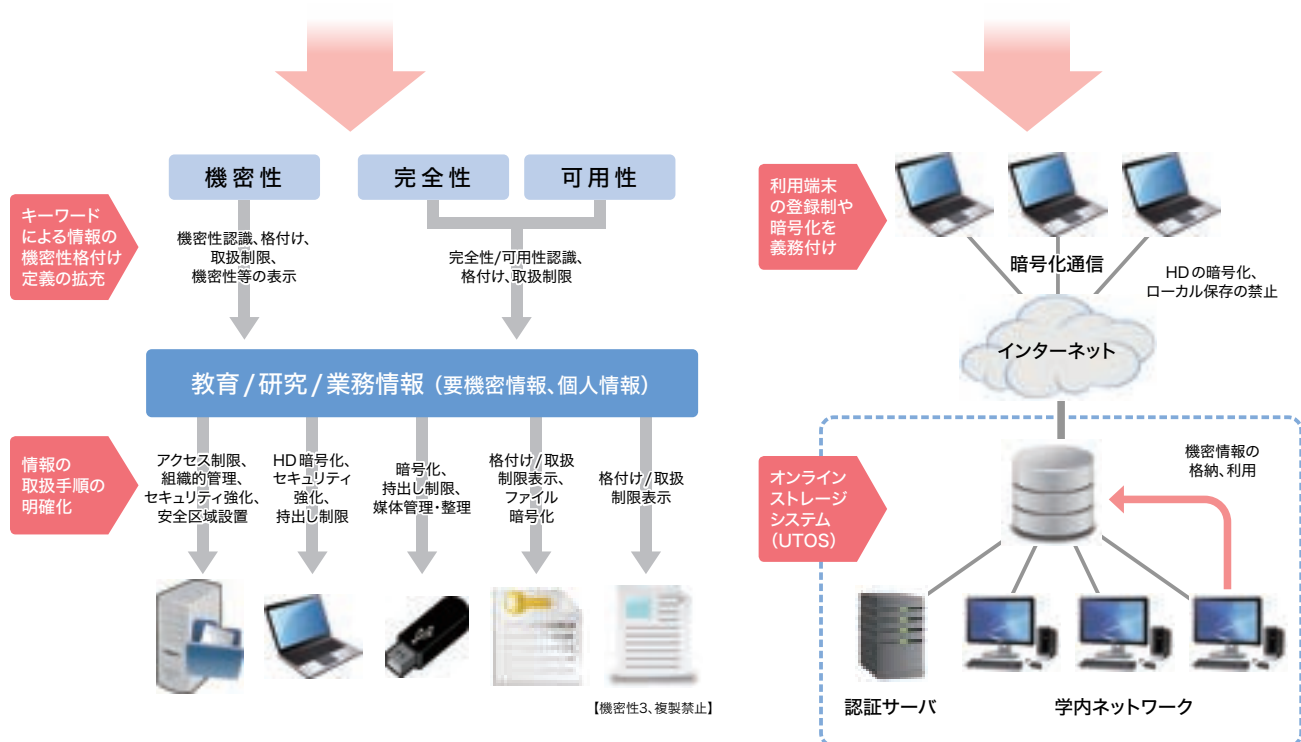 機密性
完全性
可用性
キーワード
による情報の
機密性格付け
定義の拡充
機密性認識、格付け、
取扱制限、
機密性等の表示
完全性/可用性認識、
格付け、取扱制限
教育/研究/業務情報（要機密情報、個人情報）
情報の
取扱手順の
明確化
アクセス制限、
組織的管理、
セキュリティ強化、
安全区域設置
HD暗号化、
セキュリティ
強化、
持出し制限
暗号化、
持出し制限、
媒体管理・整理
格付け/取扱
制限表示、
ファイル
暗号化
格付け/取扱
制限表示
【機密性3、複製禁止】
利用端末
の登録制や
暗号化を
義務付け
暗号化通信
HDの暗号化、
ローカル保存の禁止
インターネット
オンライン
ストレージ
システム
（UTOS）
機密情報の
格納、利用
認証サーバ
学内ネットワーク